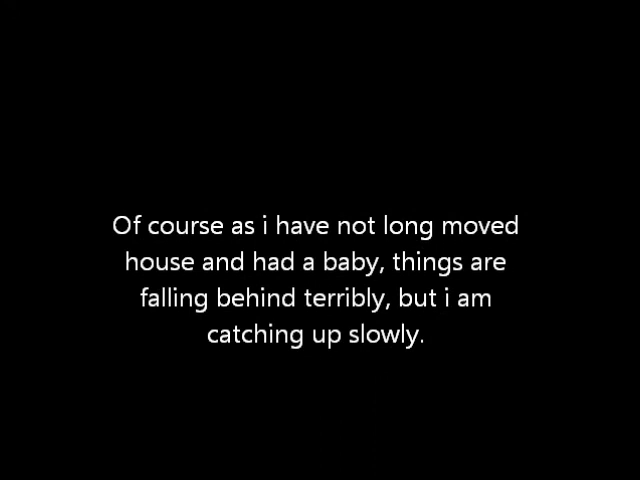 Of course as i have not long moved
house and had a baby, things are
falling behind terribly, but i am
catching up slowly.